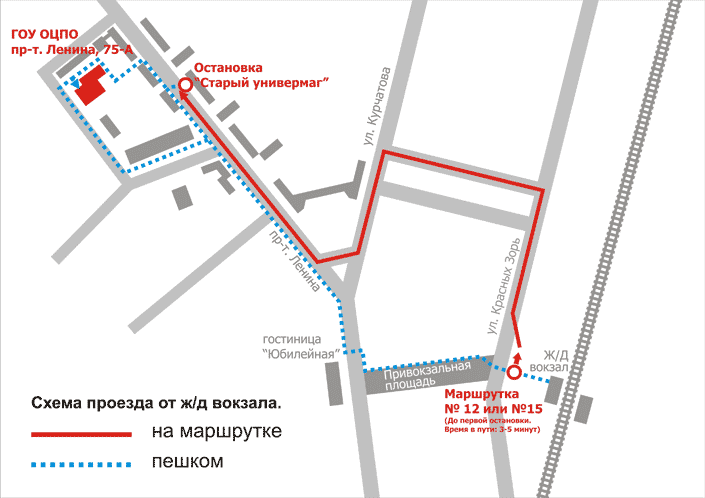 ГОУ ОЦПО
пр-т. Ленина, 75-А
Остановка
"Старый универмаг"
ул. Курчатова
пр-т. Ленина
ул. Красных Зорь
гостиница
"Юбилейная"
Привокзальная
площадь
Ж/Д
вокзал
Маршрутка
№ 12 или №15
(До первой остановки.
Время в пути: 3-5 минут)
Схема проезда от ж/д вокзала.
на маршрутке
пешком